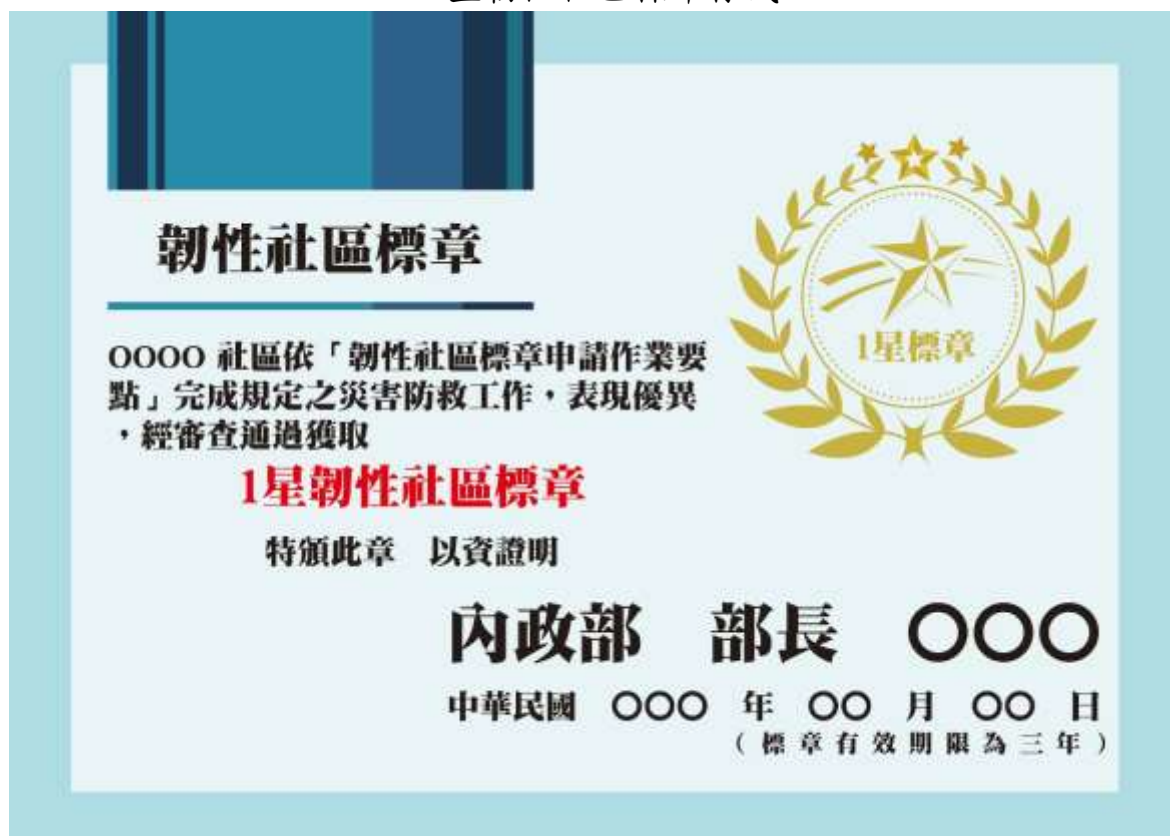 韌性社區標章
1星標章
OOOO 社區依「韌性社區標章申請作業要
點」完成規定之災害防救工作,表現優異
,經審查通過獲取
1星韌性社區標章
特頒此章　以資證明
內政部　部長　○○○
中華民國　○○○　年　○○　月　○○　日
(標章有效期限為三年)